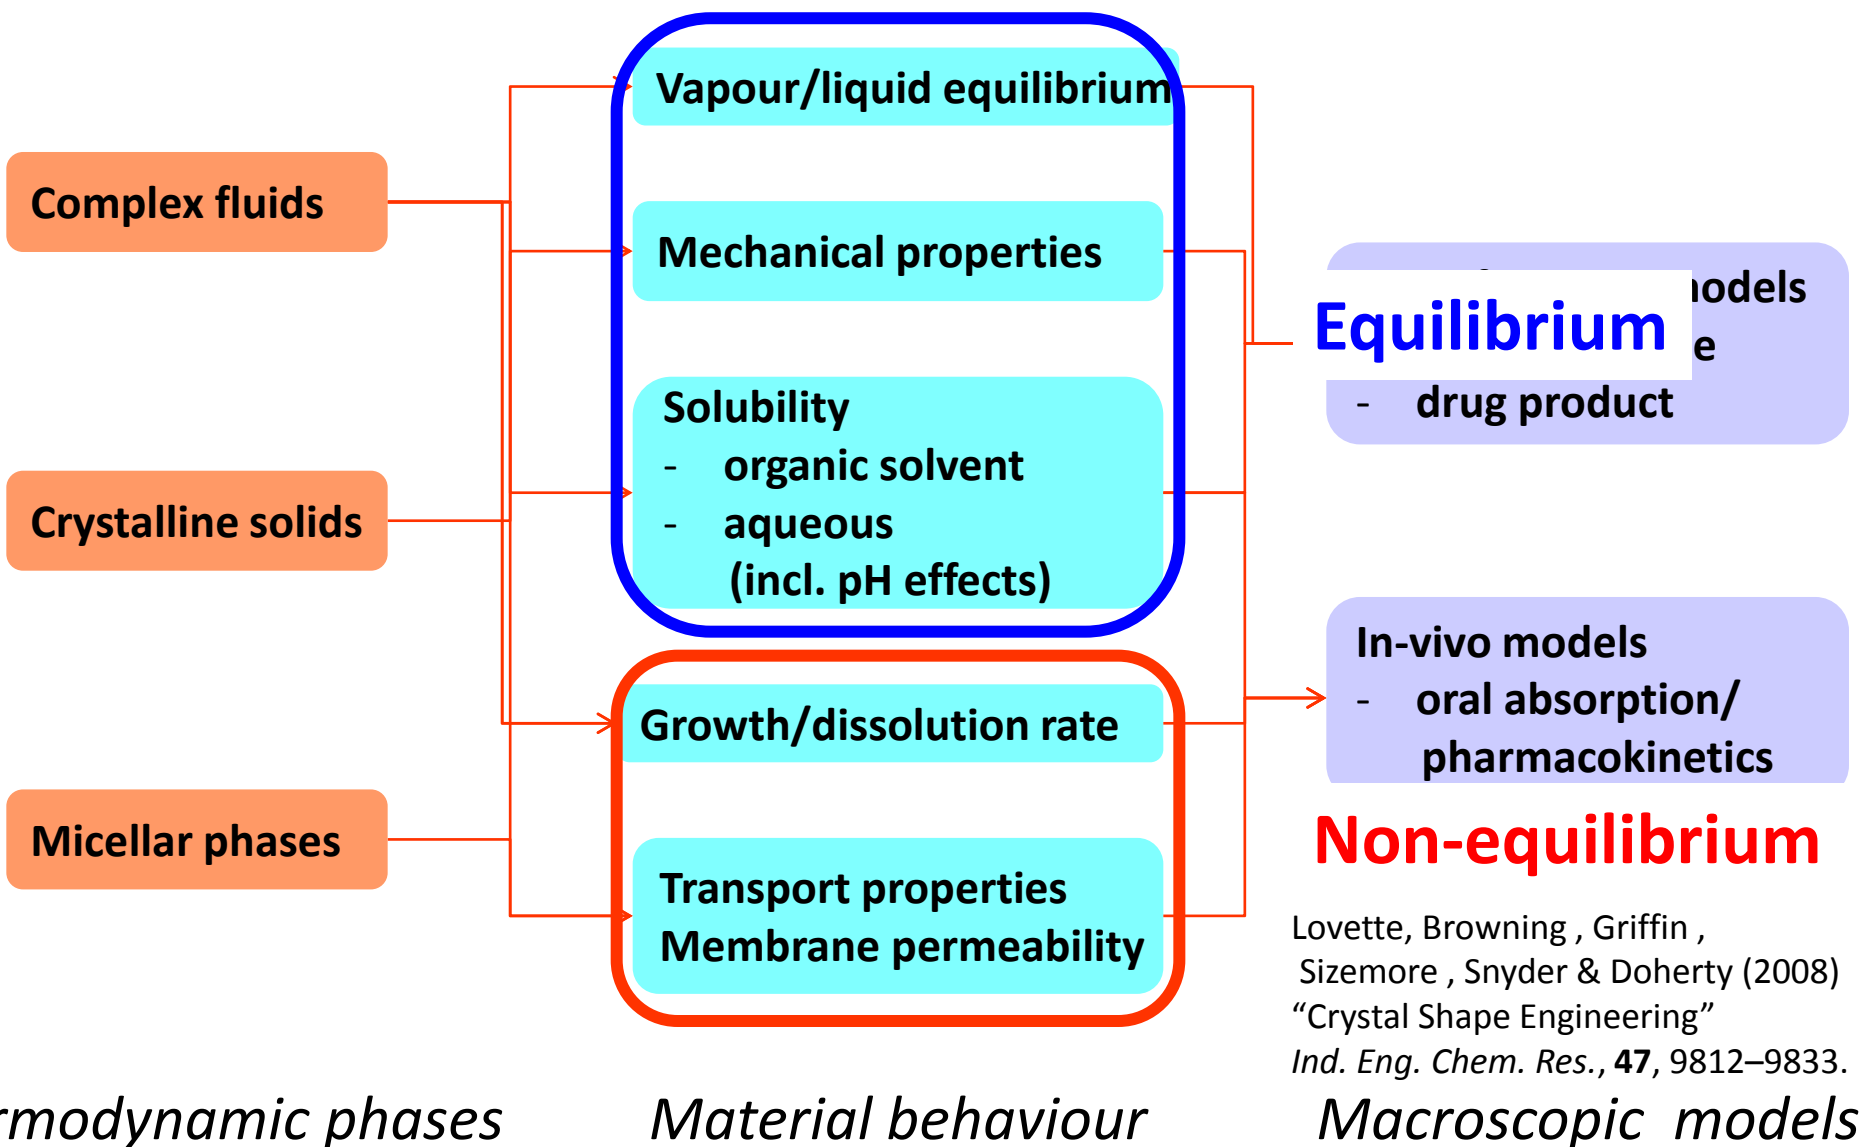 Complex fluids
Crystalline solids
Micellar phases
Vapour/liquid equilibrium
Mechanical properties
Solubility
- organic solvent
- aqueous
(incl. pH effects)
Growth/dissolution rate
Transport properties
Membrane permeability
Equilibrium
- drug product
In-vivo models
- oral absorption/
pharmacokinetics
Non-equilibrium
Lovette, Browning , Griffin ,
Sizemore , Snyder & Doherty (2008)
“Crystal Shape Engineering”
Ind. Eng. Chem. Res., 47, 9812–9833.
rmodynamic phases
Material behaviour
Macroscopic models